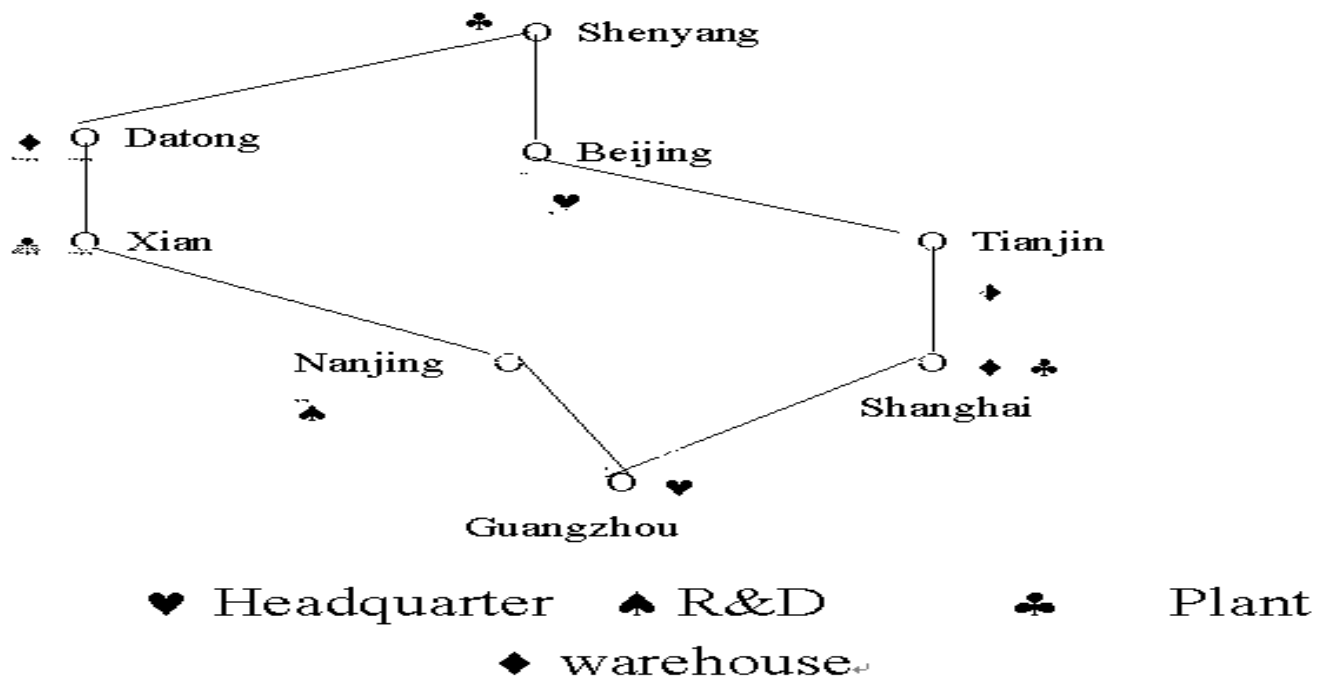 ♣ Shenyang
♦ Datong
Beijing
♥
♣ Xian
Tianjin
♦
Nanjing
♠
♦ ♣
Shanghai
♥
Guangzhou
♥ Headquarter ♠ R&D ♣ Plant
♦ warehouse↵